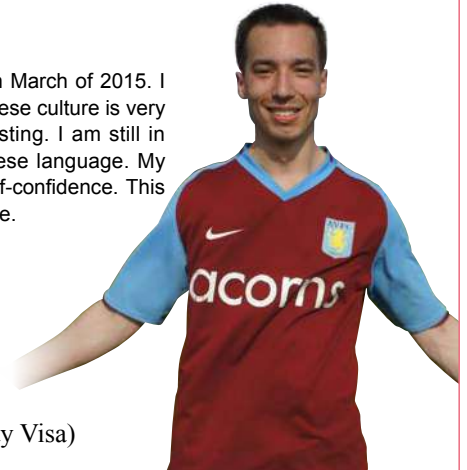 March of 2015. I
ese culture is very
sting. I am still in
ese language. My
f-confidence. This
e.
acorns
y Visa)